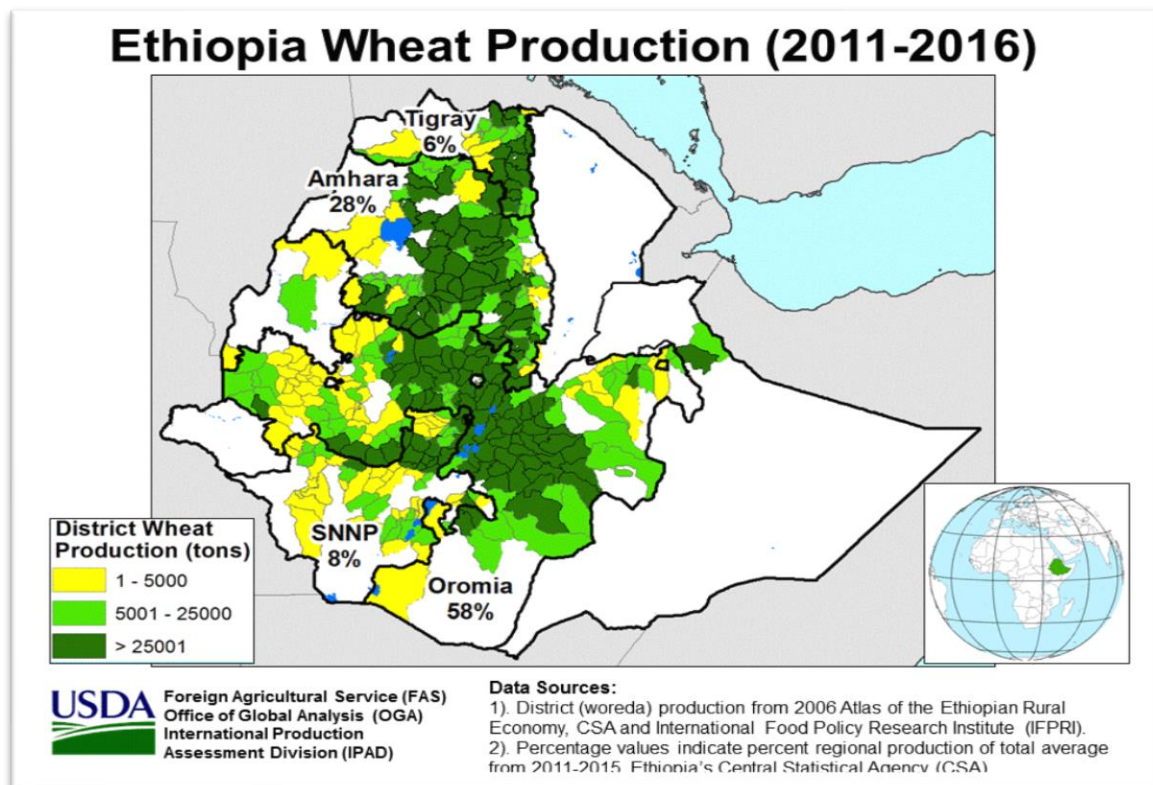 Ethiopia Wheat Production (2011-2016)
Tigray
6%
Amhara
28%
SNNP
8%
Oromia
58%
District Wheat
Production (tons)
1 - 5000
5001 - 25000
> 25001
USDA
Foreign Agricultural Service (FAS)
Office of Global Analysis (OGA)
International Production
Assessment Division (IPAD)
Data Sources:
1). District (woreda) production from 2006 Atlas of the Ethiopian Rural
Economy, CSA and International Food Policy Research Institute (IFPRI).
2). Percentage values indicate percent regional production of total average
from 2011-2015, Ethiopia's Central Statistical Agency (CSA)